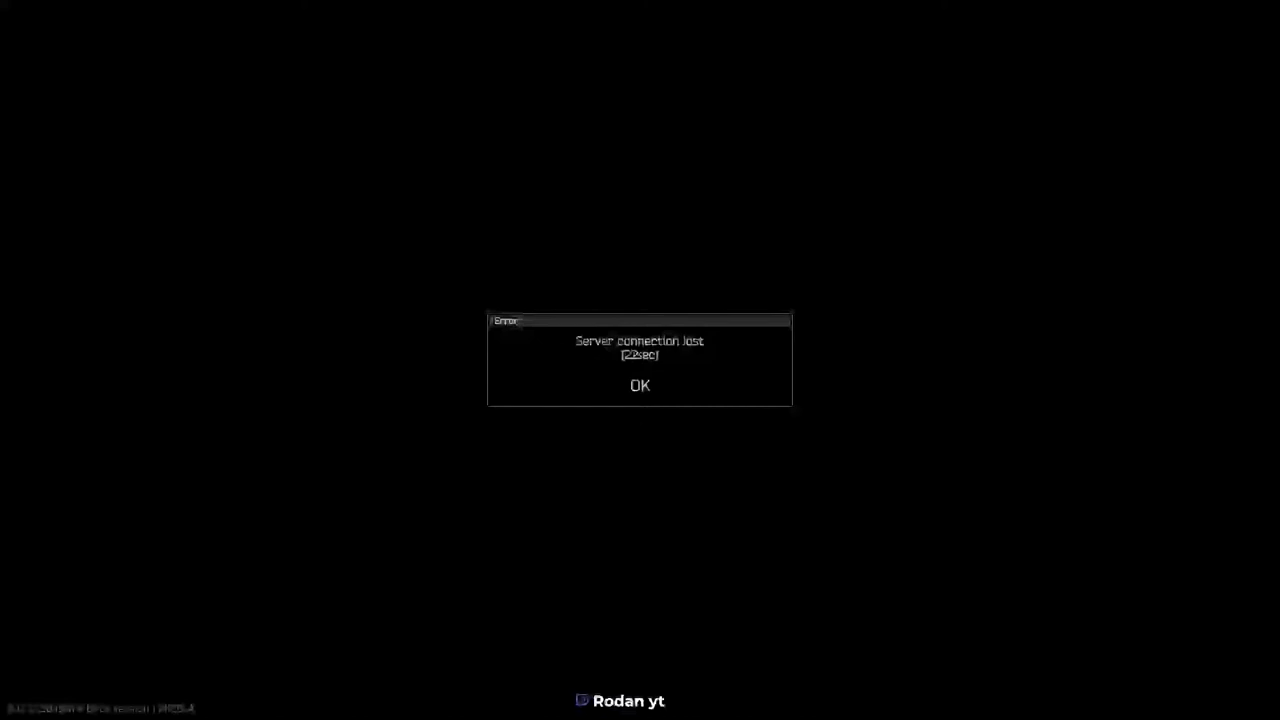 Error
Server connection lost
(22sec)
OK
Rodan yt